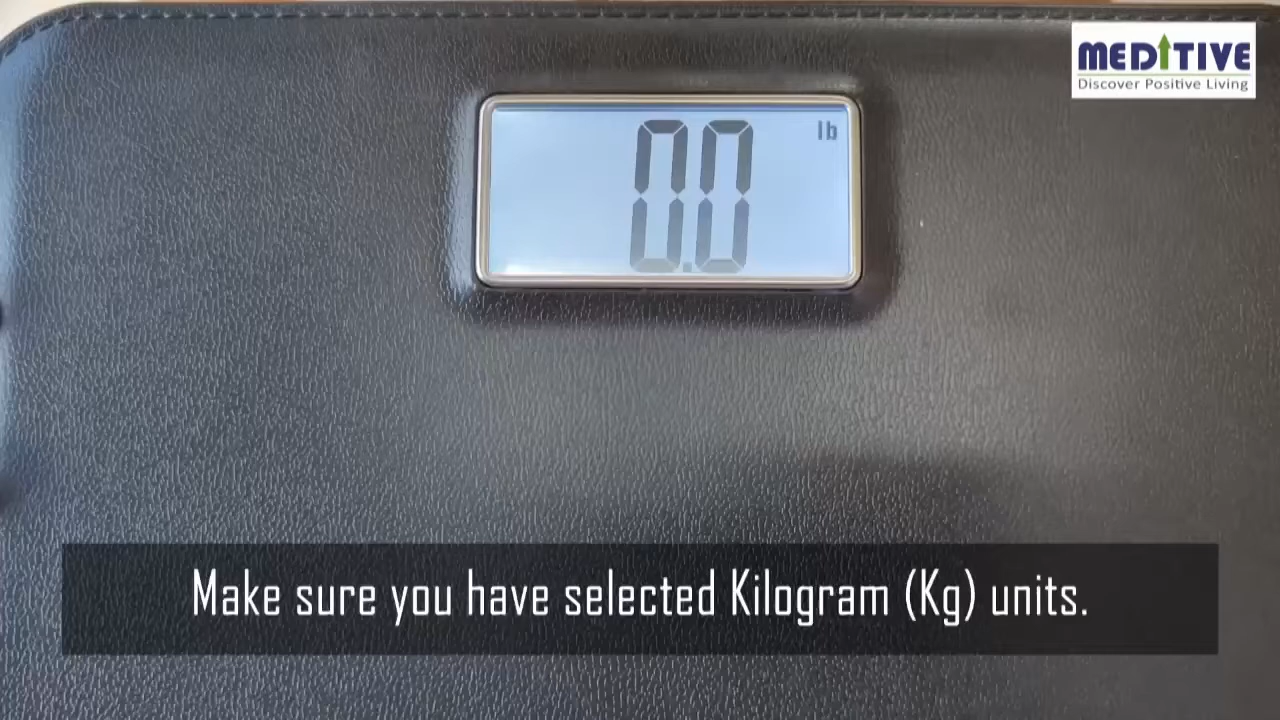 MEDITIVE
Discover Positive Living
lb
0.0
Make sure you have selected Kilogram (Kg) units.